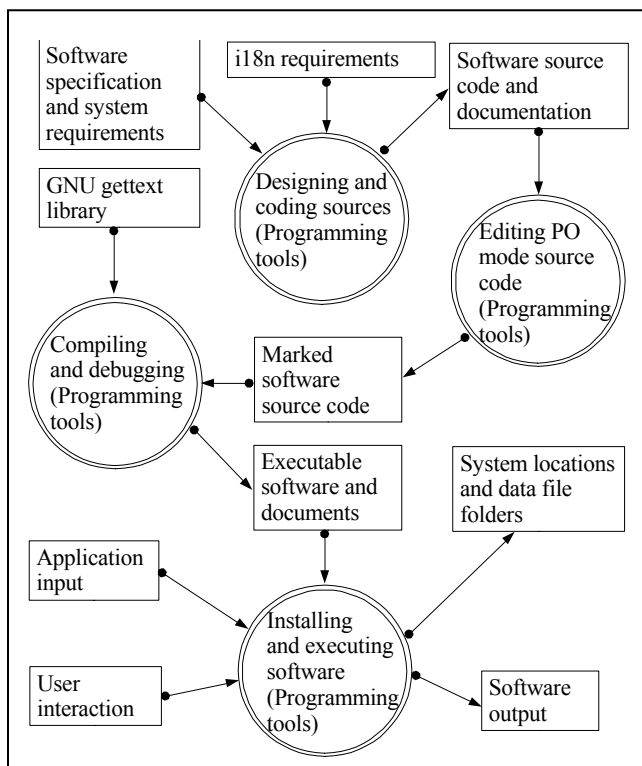 Software
specification
and system
requirements
i18n requirements
Software source
code and
documentation
GNU gettext
library
Designing and
coding sources
(Programming
tools)
Editing PO
mode source
code
(Programming
tools)
Compiling
and debugging
(Programming
tools)
Marked
software
source code
Executable
software and
documents
System locations
and data file
folders
Application
input
Installing
and executing
software
(Programming
tools)
User
interaction
Software
output